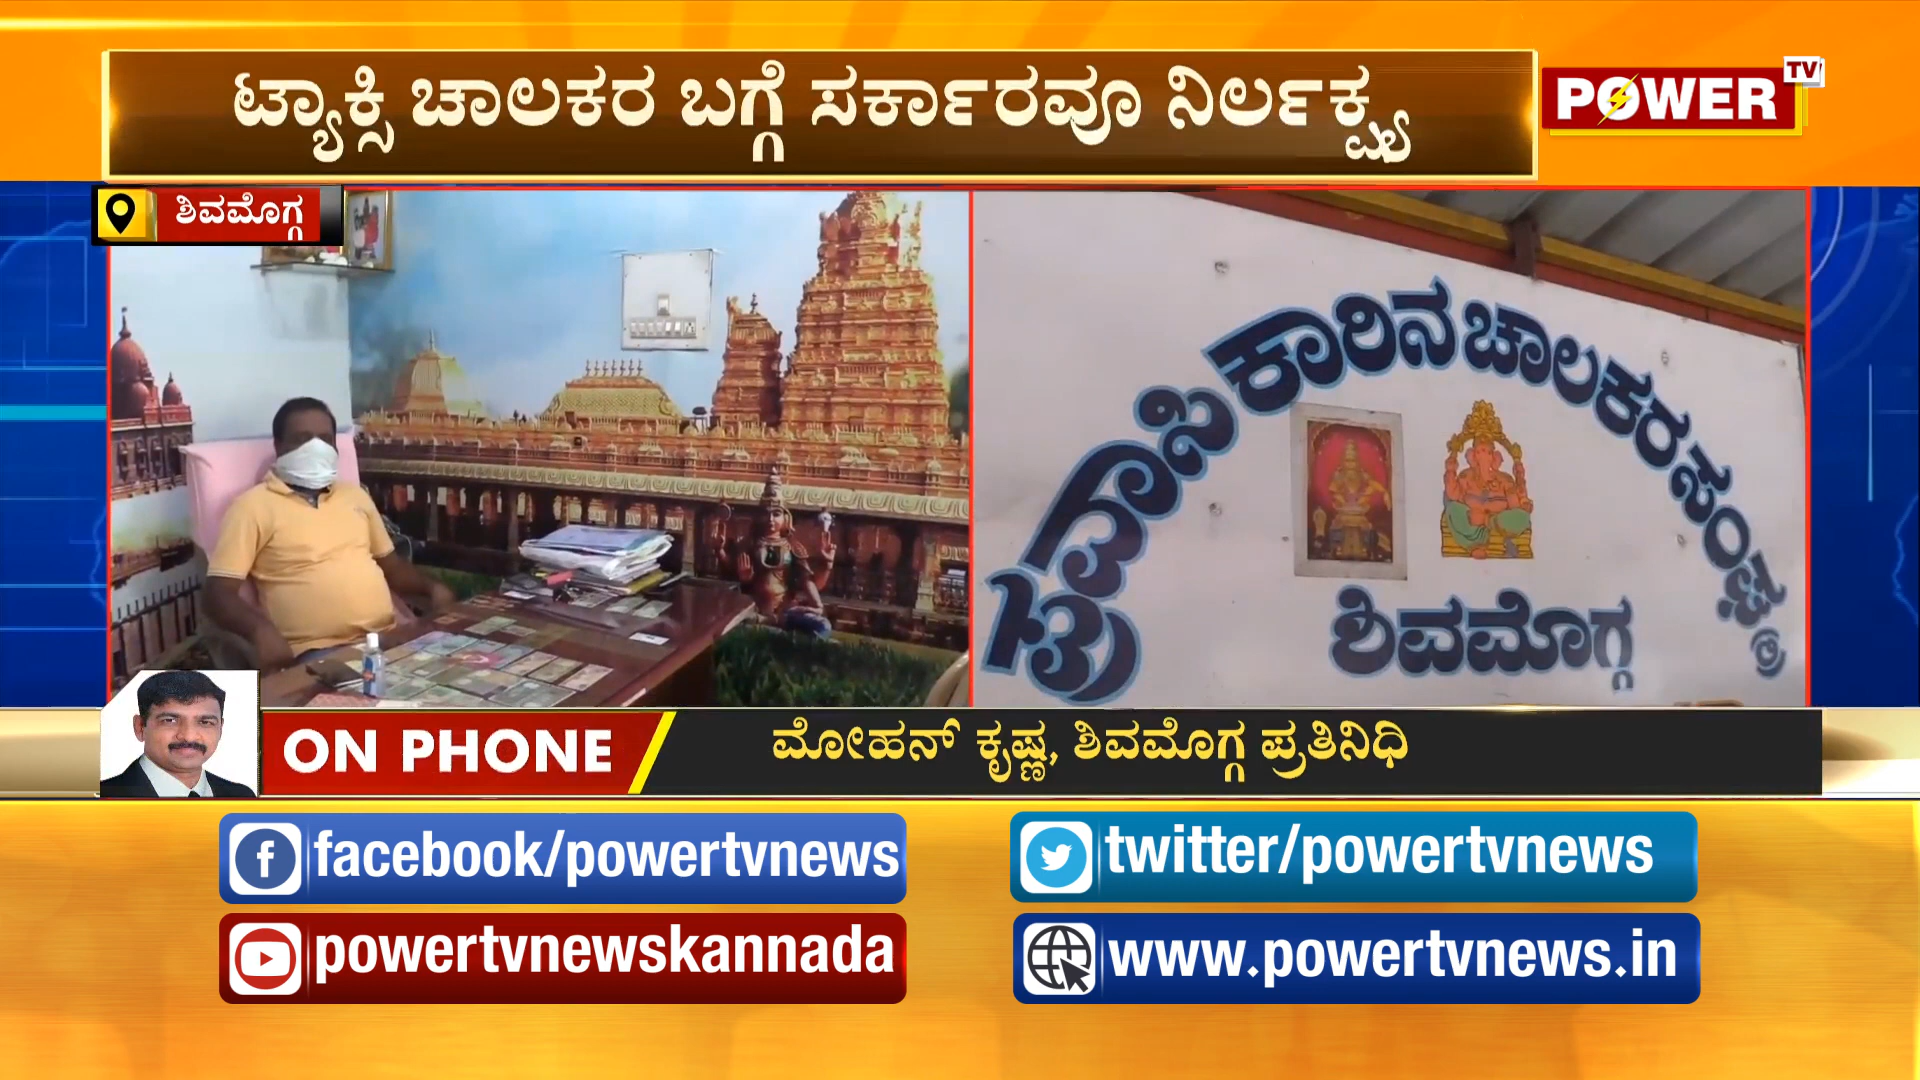 ಟ್ಯಾಕ್ಸಿ ಚಾಲಕರ ಬಗ್ಗೆ ಸರ್ಕಾರವೂ ನಿರ್ಲಕ್ಷ್ಯ
POWER TV
ಶಿವಮೊಗ್ಗ
ಪ್ರವಾಸಿ ಕಾರಿನ ಚಾಲಕರ ಸಂಘ (ರಿ)
ಶಿವಮೊಗ್ಗ
ON PHONE
ಮೋಹನ್ ಕೃಷ್ಣ, ಶಿವಮೊಗ್ಗ ಪ್ರತಿನಿಧಿ
facebook/powertvnews
twitter/powertvnews
powertvnewskannada
www.powertvnews.in